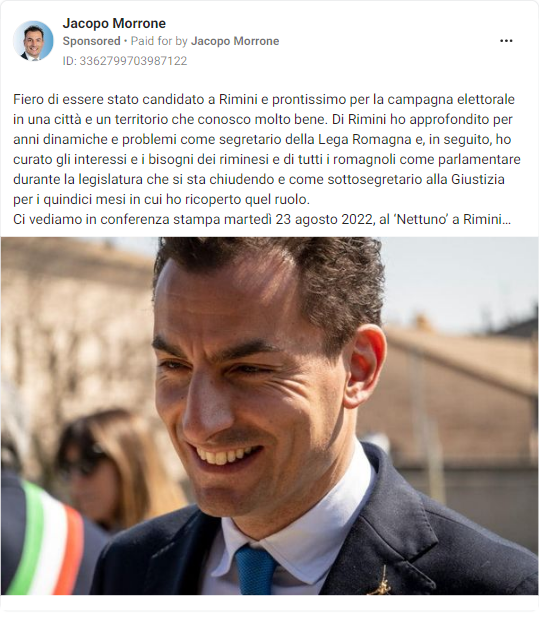 Jacopo Morrone
Sponsored • Paid for by Jacopo Morrone
ID: 3362799703987122
Fiero di essere stato candidato a Rimini e prontissimo per la campagna elettorale
in una città e un territorio che conosco molto bene. Di Rimini ho approfondito per
anni dinamiche e problemi come segretario della Lega Romagna e, in seguito, ho
curato gli interessi e i bisogni dei riminesi e di tutti i romagnoli come parlamentare
durante la legislatura che si sta chiudendo e come sottosegretario alla Giustizia
per i quindici mesi in cui ho ricoperto quel ruolo.
Ci vediamo in conferenza stampa martedì 23 agosto 2022, al ‘Nettuno’ a Rimini...